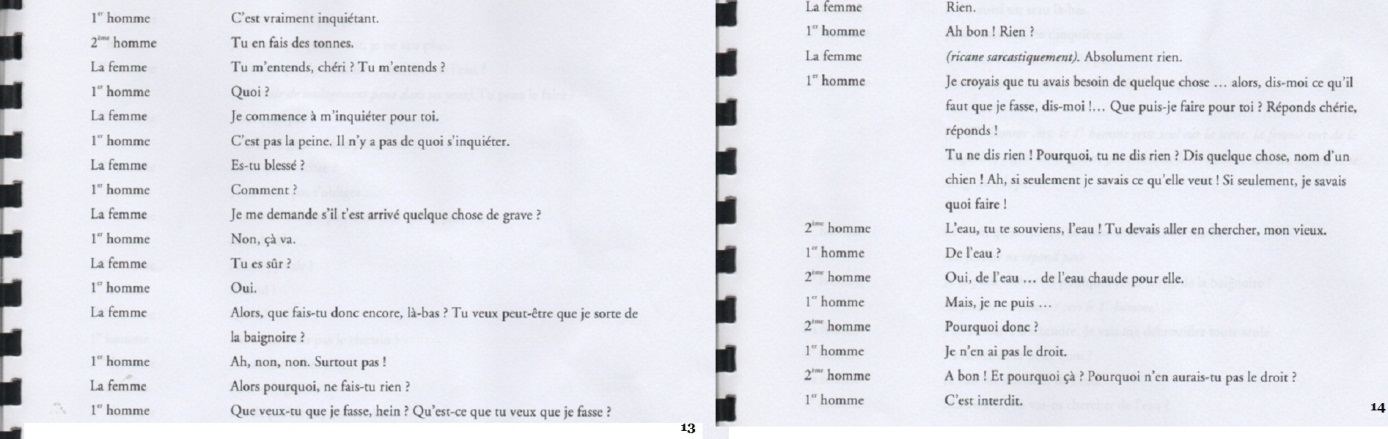 1er homme C'est vraiment inquiétant.
2ème homme Tu en fais des tonnes.
La femme Tu m'entends, chéri ? Tu m'entends ?
1er homme Quoi ?
La femme Je commence à m'inquiéter pour toi.
1er homme C'est pas la peine. Il n'y a pas de quoi s'inquiéter.
La femme Es-tu blessé ?
1er homme Comment ?
La femme Je me demande s'il t'est arrivé quelque chose de grave ?
1er homme Non, çà va.
La femme Tu es sûr ?
1er homme Oui.
La femme Alors, que fais-tu donc encore, là-bas ? Tu veux peut-être que je sorte de
la baignoire ?
1er homme Ah, non, non. Surtout pas !
La femme Alors pourquoi, ne fais-tu rien ?
1er homme Que veux-tu que je fasse, hein ? Qu'est-ce que tu veux que je fasse ?
13
La femme Rien.
1er homme Ah bon ! Rien ?
La femme (ricane sarcastiquement). Absolument rien.
1er homme Je croyais que tu avais besoin de quelque chose … alors, dis-moi ce qu'il
faut que je fasse, dis-moi !… Que puis-je faire pour toi ? Réponds chérie,
réponds !
Tu ne dis rien ! Pourquoi, tu ne dis rien ? Dis quelque chose, nom d'un
chien ! Ah, si seulement je savais ce qu'elle veut ! Si seulement, je savais
quoi faire !
2ème homme L'eau, tu te souviens, l'eau ! Tu devais aller en chercher, mon vieux.
1er homme De l'eau ?
2ème homme Oui, de l'eau … de l'eau chaude pour elle.
1er homme Mais, je ne puis …
2ème homme Pourquoi donc ?
1er homme Je n'en ai pas le droit.
2ème homme A bon ! Et pourquoi çà ? Pourquoi n'en aurais-tu pas le droit ?
1er homme C'est interdit.
14